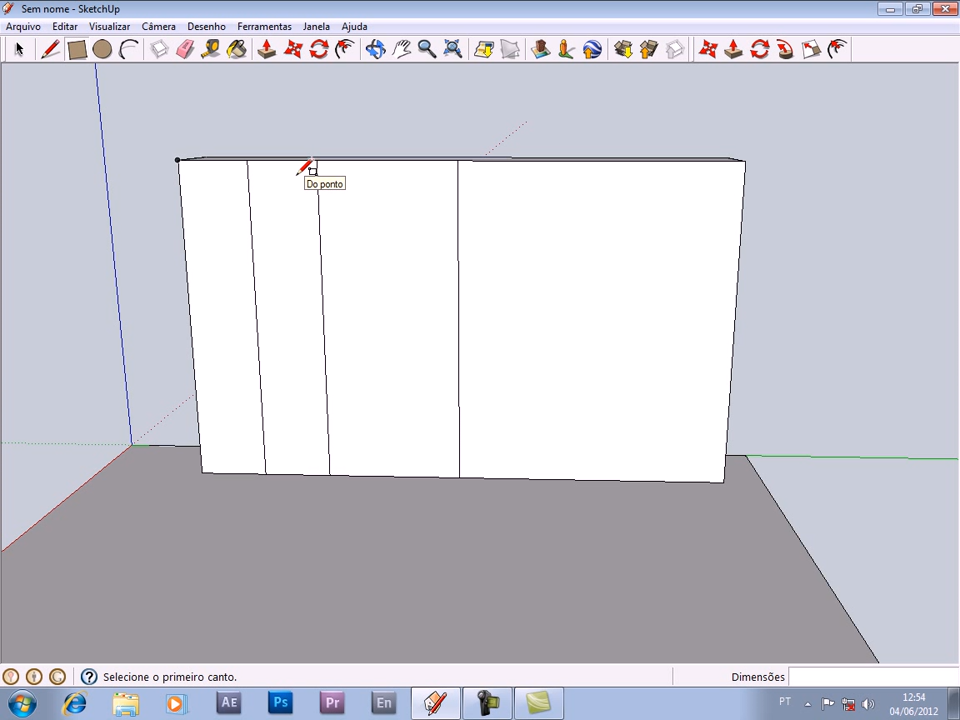 Sem nome - SketchUp
Arquivo Editar Visualizar Câmera Desenho Ferramentas Janela Ajuda
Do ponto
Selecione o primeiro canto. Dimensões
Ae Ps Pr En PT 12:54
04/06/2012